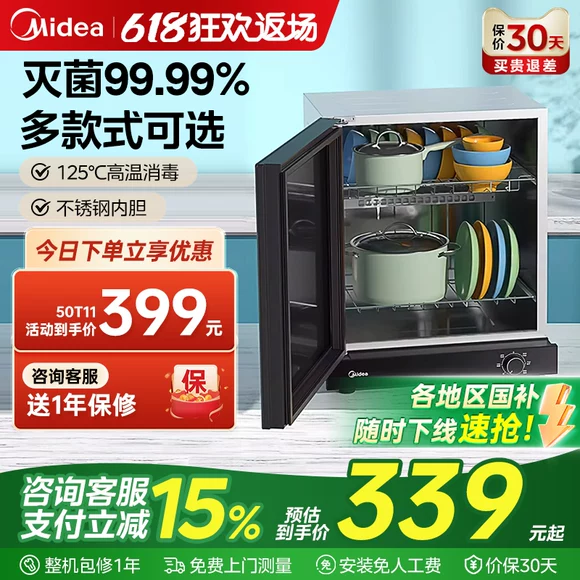 Midea 618狂欢返场
保价30天
买贵退差
灭菌99.99%
多款式可选
125℃高温消毒
不锈钢内胆
今日下单立享优惠
50T11
活动到手价 399元
咨询客服
送1年保修
保
Midea
各地区国补
随时下线速抢!
咨询客服
支付立减 15% 预估到手价 339元起
整机包修1年 免费上门测量 安装免人工费 价保30天